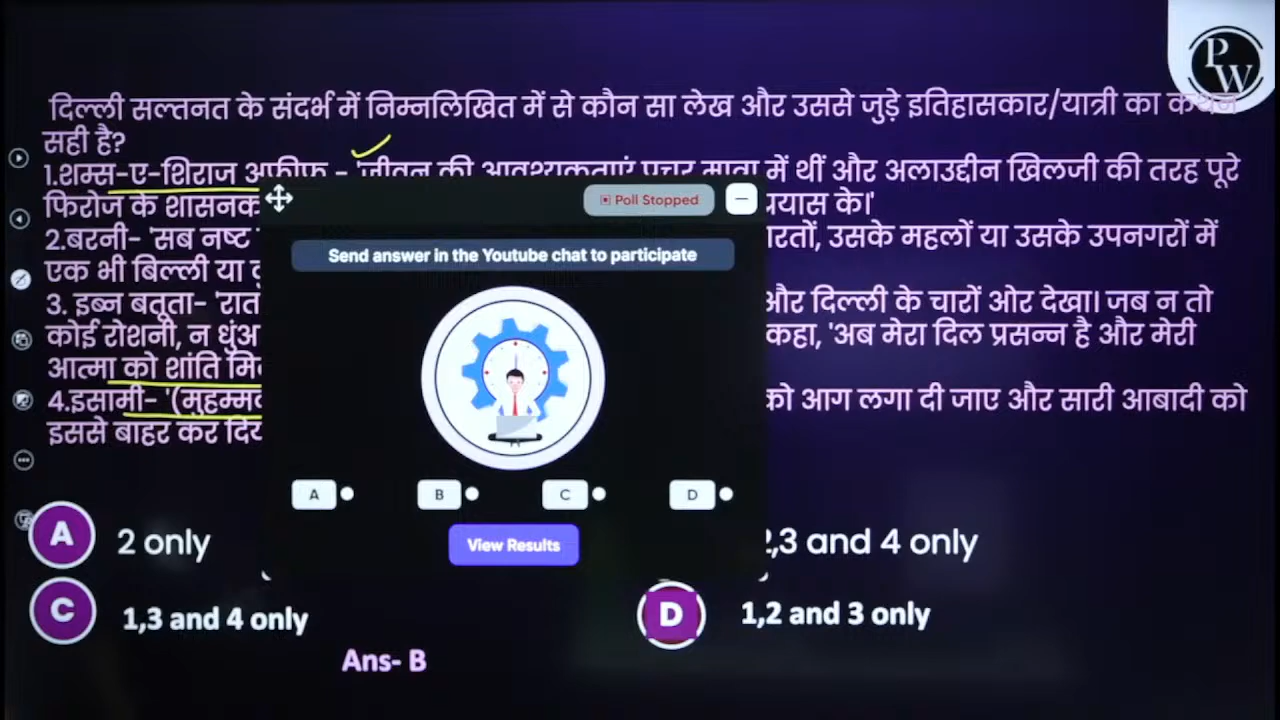 PW
दिल्ली सल्तनत के संदर्भ में निम्नलिखित में से कौन सा लेख और उससे जुड़े इतिहासकार/यात्री का कथन
सही है?
1.शम्स-ए-शिराज अफीफ - 'जीवन की आवश्यकताएं प्रचुर मात्रा में थीं और अलाउद्दीन खिलजी की तरह पूरे
फिरोज के शासनक
प्रयास के।'
Poll Stopped
2.बरनी- 'सब नष्ट
ारतों, उसके महलों या उसके उपनगरों में
Send answer in the Youtube chat to participate
एक भी बिल्ली या
3. इब्न बतूता- 'रात
और दिल्ली के चारों ओर देखा। जब न तो
कोई रोशनी, न धुंअ
कहा, 'अब मेरा दिल प्रसन्न है और मेरी
आत्मा को शांति मि
4.इसामी- '(मुहम्म
को आग लगा दी जाए और सारी आबादी को
इससे बाहर कर दिय
A B C D
View Results
A 2 only
2,3 and 4 only
C 1,3 and 4 only
D 1,2 and 3 only
Ans- B